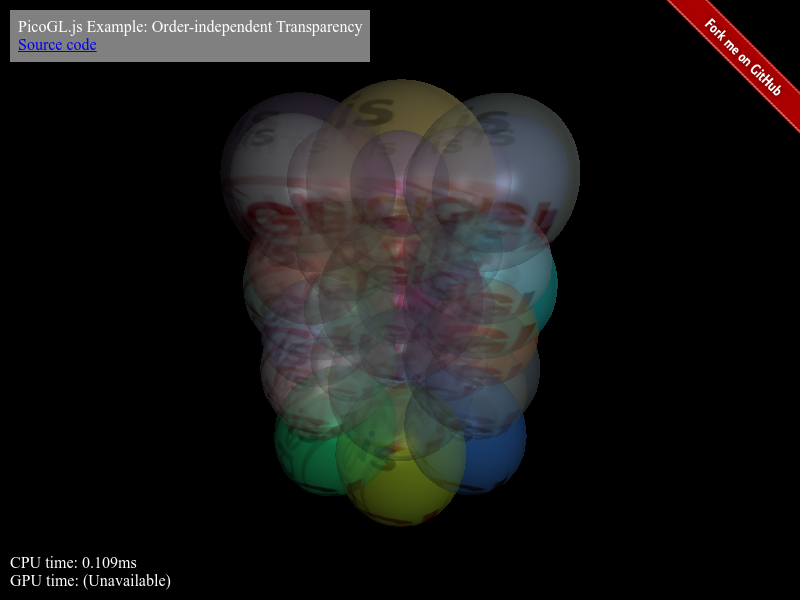 PicoGL.js Example: Order-independent Transparency
Source code
Fork me on GitHub
CPU time: 0.109ms
GPU time: (Unavailable)